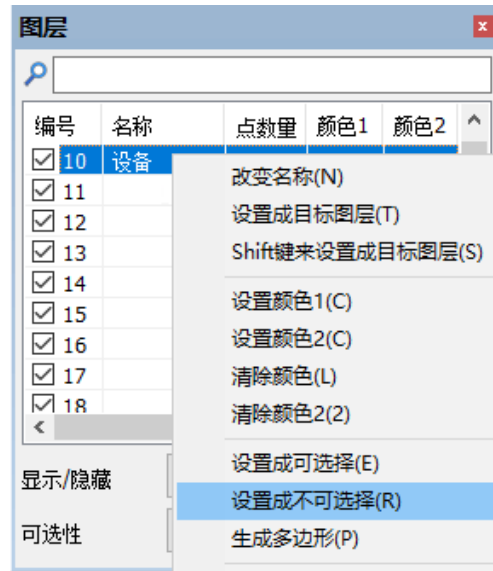 图层
编号 名称 点数量 颜色1 颜色2
10 设备
11
12
13
14
15
16
17
18
改变名称(N)
设置成目标图层(T)
Shift键来设置成目标图层(S)
设置颜色1(C)
设置颜色2(C)
清除颜色(L)
清除颜色2(2)
设置成可选择(E)
设置成不可选择(R)
生成多边形(P)
显示/隐藏
可选性